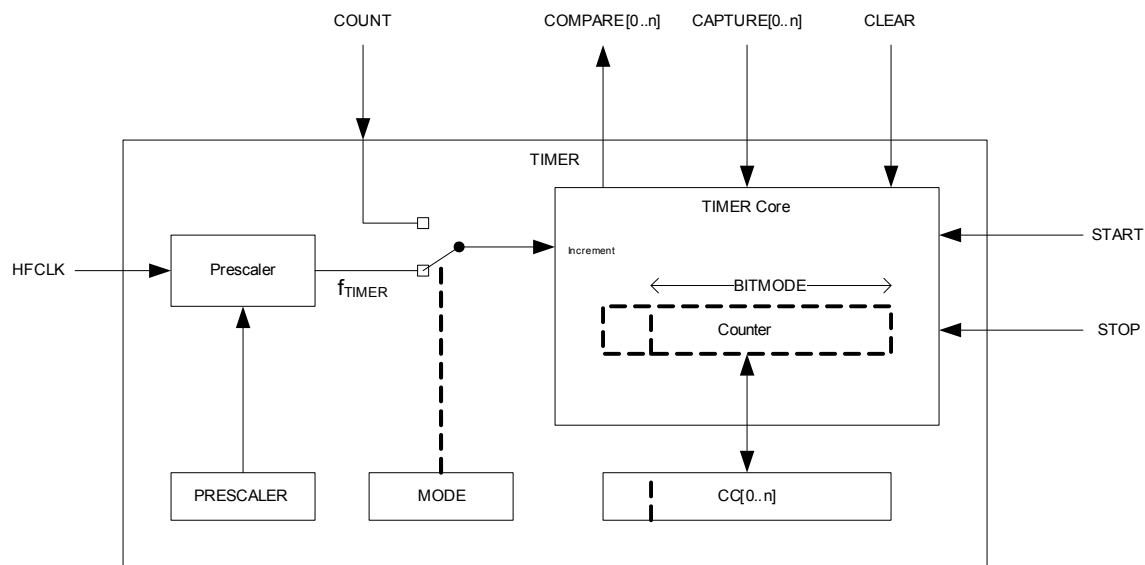 COUNT
COMPARE[0..n]
CAPTURE[0..n]
CLEAR
TIMER
TIMER Core
START
HFCLK
Prescaler
Increment
fTIMER
BITMODE
Counter
STOP
PRESCALER
MODE
CC[0..n]